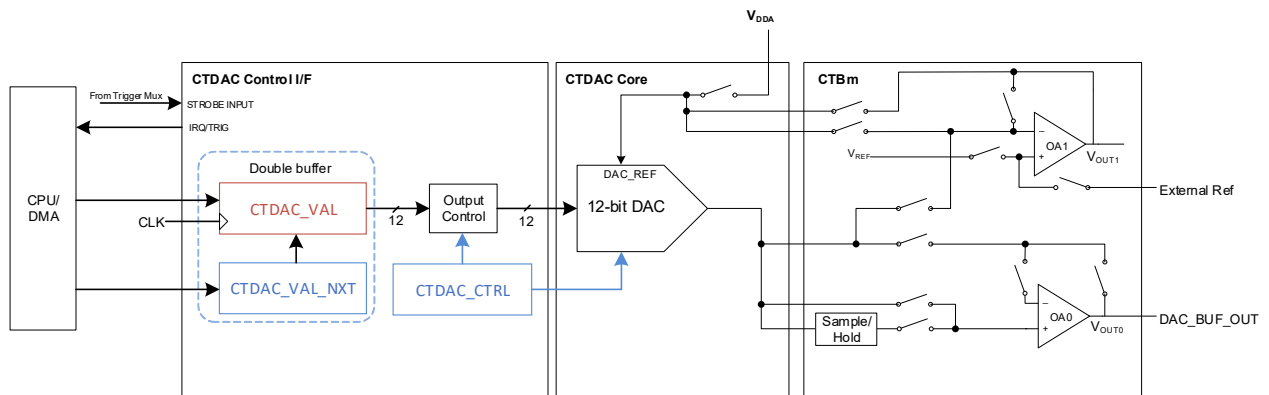 VDDA
CTDAC Control I/F
CTDAC Core
CTBm
From Trigger Mux
STROBE INPUT
IRQ/TRIG
Double buffer
CPU/
DMA
CLK
CTDAC_VAL
CTDAC_VAL_NXT
12
Output
Control
12
CTDAC_CTRL
DAC_REF
12-bit DAC
VREF
−
+
OA1
VOUT1
External Ref
Sample/
Hold
−
+
OA0
VOUT0
DAC_BUF_OUT